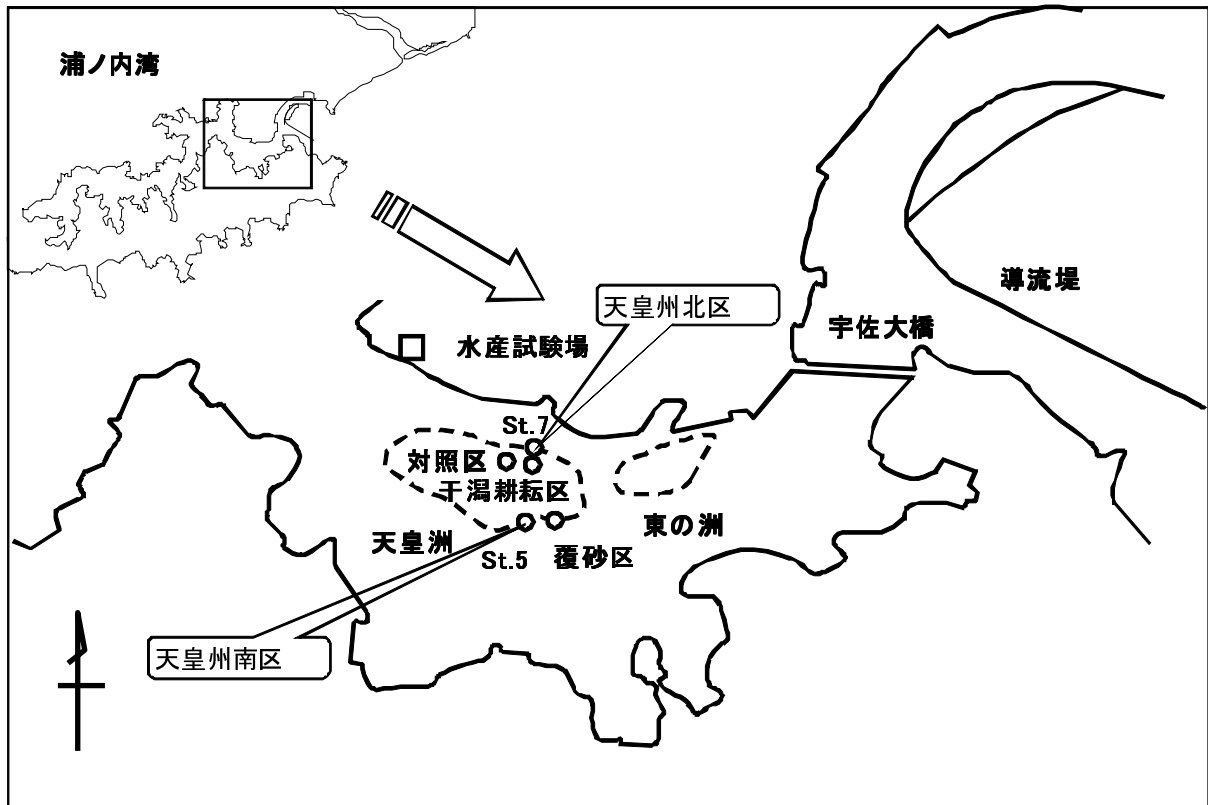 浦ノ内湾
導流堤
天皇州北区
宇佐大橋
水産試験場
St.7
対照区
干潟耕耘区
東の洲
天皇洲
St.5
覆砂区
天皇州南区